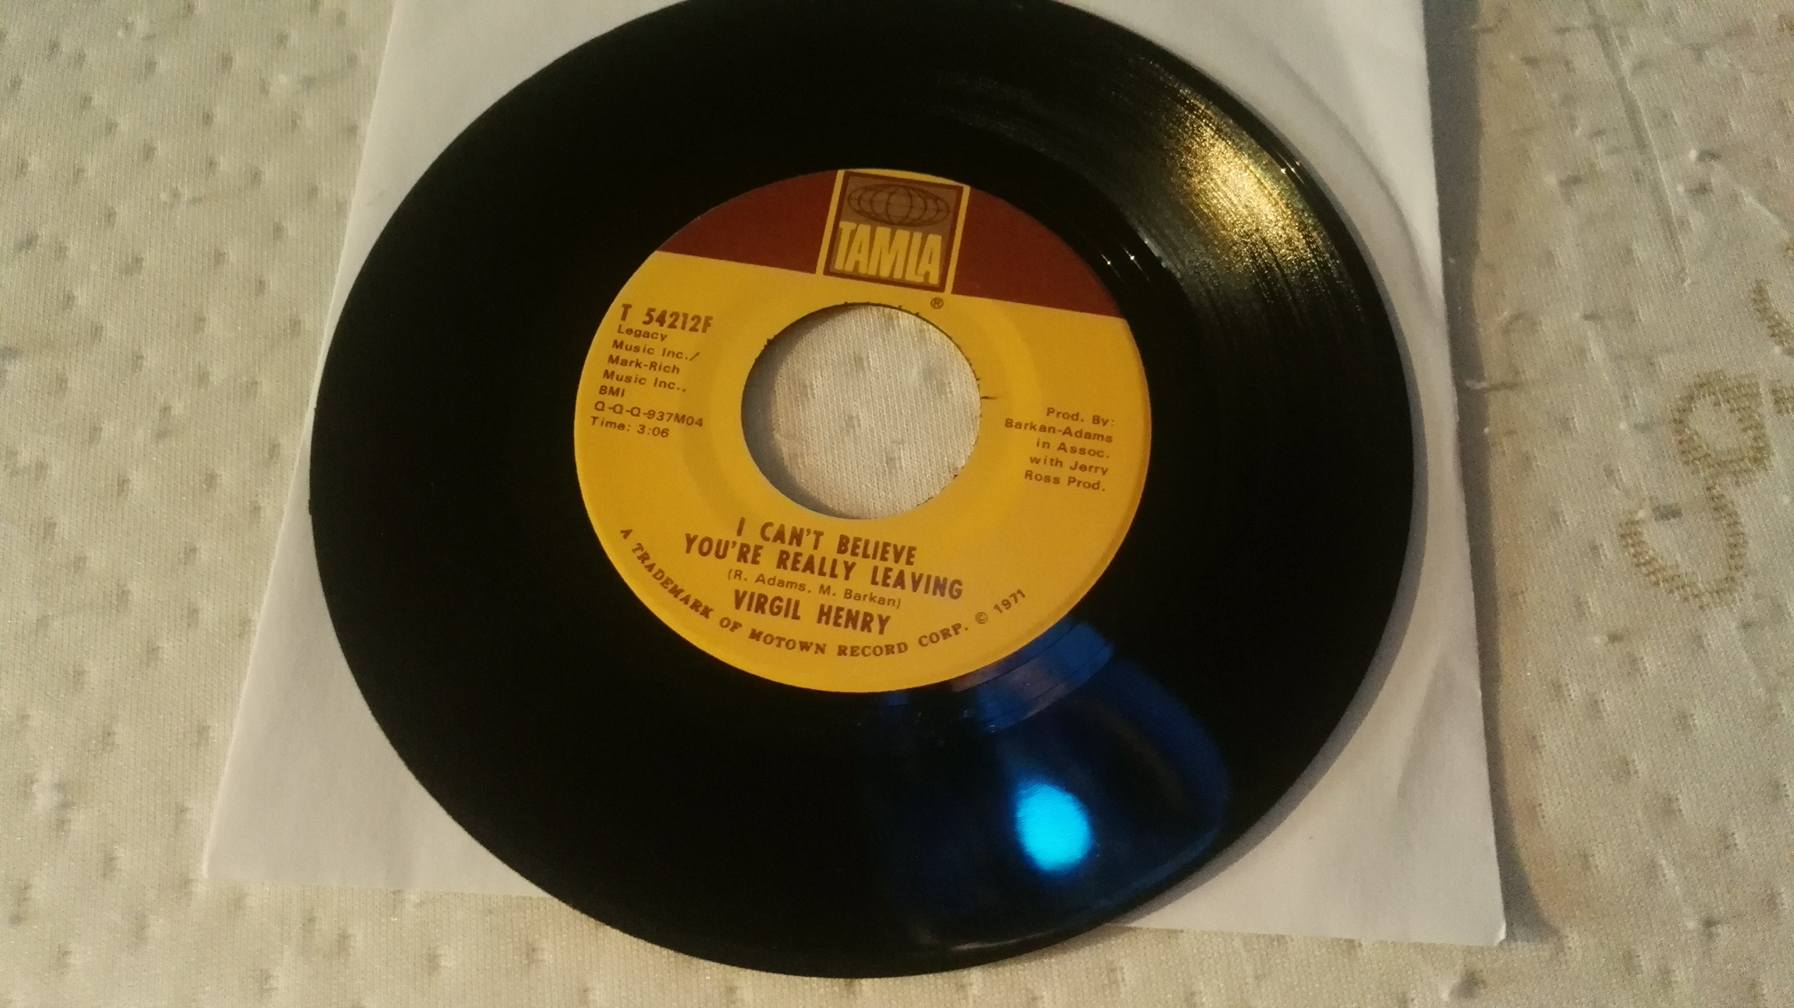 TAMLA
®
T 54212F
Legacy
Music Inc./
Mark-Rich
Music Inc.,
BMI
Q-Q-Q-937M04
Time: 3:06
Prod. By:
Barkan-Adams
in Assoc.
with Jerry
Ross Prod.
I CAN'T BELIEVE
YOU'RE REALLY LEAVING
(R. Adams, M. Barkan)
VIRGIL HENRY
A TRADEMARK OF MOTOWN RECORD CORP. © 1971